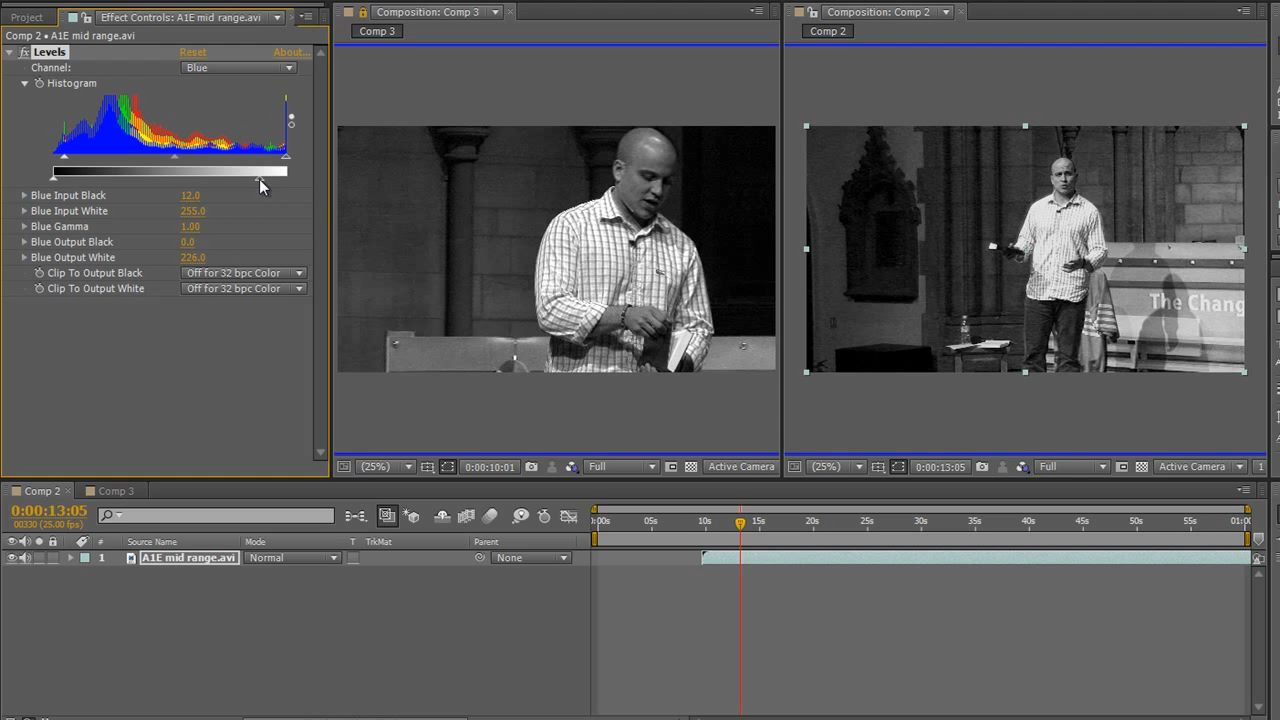 Project
Effect Controls: A1E mid range.avi
Comp 2 • A1E mid range.avi
fx Levels
Reset
About...
Channel:
Blue
Histogram
Blue Input Black
12.0
Blue Input White
255.0
Blue Gamma
1.00
Blue Output Black
0.0
Blue Output White
226.0
Clip To Output Black
Off for 32 bpc Color
Clip To Output White
Off for 32 bpc Color
Composition: Comp 3
Comp 3
(25%)
0:00:10:01
Full
Active Camera
Composition: Comp 2
Comp 2
The Chang
(25%)
0:00:13:05
Full
Active Camera
1
Comp 2
Comp 3
0:00:13:05
00330 (25.00 fps)
#
Source Name
Mode
T
TrkMat
Parent
1
A1E mid range.avi
Normal
None
:00s
05s
10s
15s
20s
25s
30s
35s
40s
45s
50s
55s
01:00